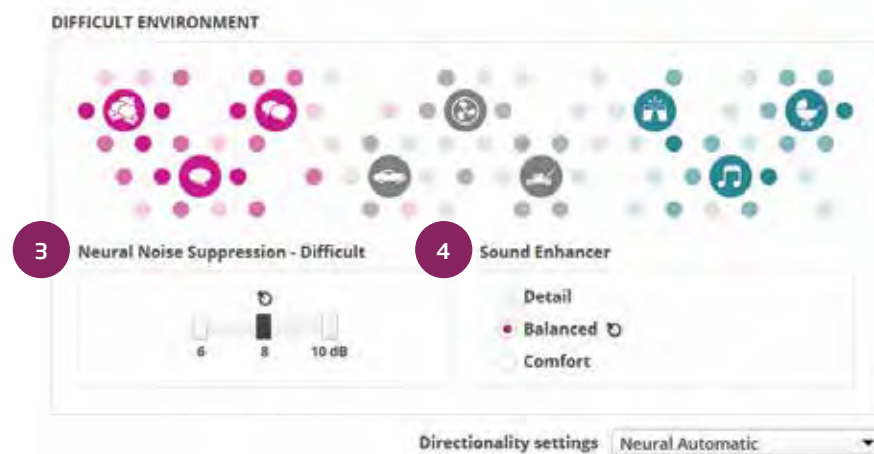 DIFFICULT ENVIRONMENT
3 Neural Noise Suppression - Difficult
4 Sound Enhancer
6 8 10 dB
Detail
Balanced
Comfort
Directionality settings Neural Automatic